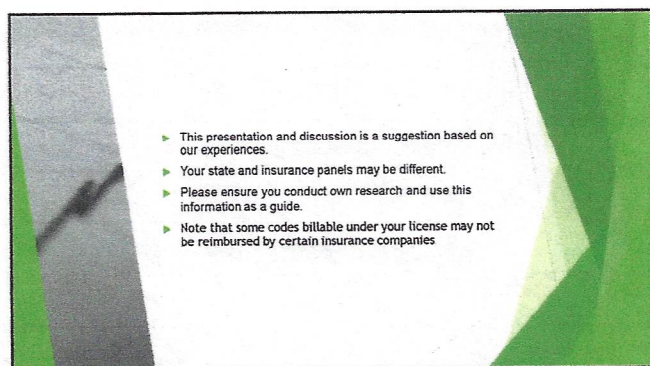 ▶ This presentation and discussion is a suggestion based on
our experiences.
▶ Your state and insurance panels may be different.
▶ Please ensure you conduct own research and use this
information as a guide.
▶ Note that some codes billable under your license may not
be reimbursed by certain insurance companies